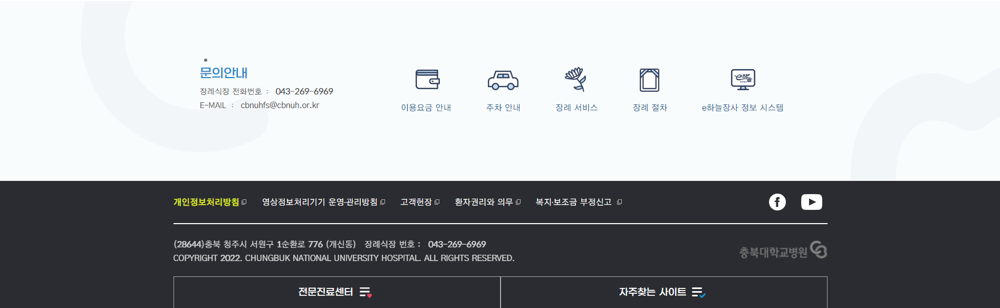 문의안내
장례식장 전화번호 : 043-269-6969
E-MAIL : cbnuhfs@cbnuh.or.kr
e하늘
이용요금 안내
주차 안내
장례 서비스
장례 절차
e하늘장사 정보 시스템
개인정보처리방침
영상정보처리기기 운영·관리방침
고객헌장
환자권리와 의무
복지·보조금 부정신고
(28644)충북 청주시 서원구 1순환로 776 (개신동) 장례식장 번호 : 043-269-6969
COPYRIGHT 2022. CHUNGBUK NATIONAL UNIVERSITY HOSPITAL. ALL RIGHTS RESERVED.
충북대학교병원
전문진료센터
자주찾는 사이트